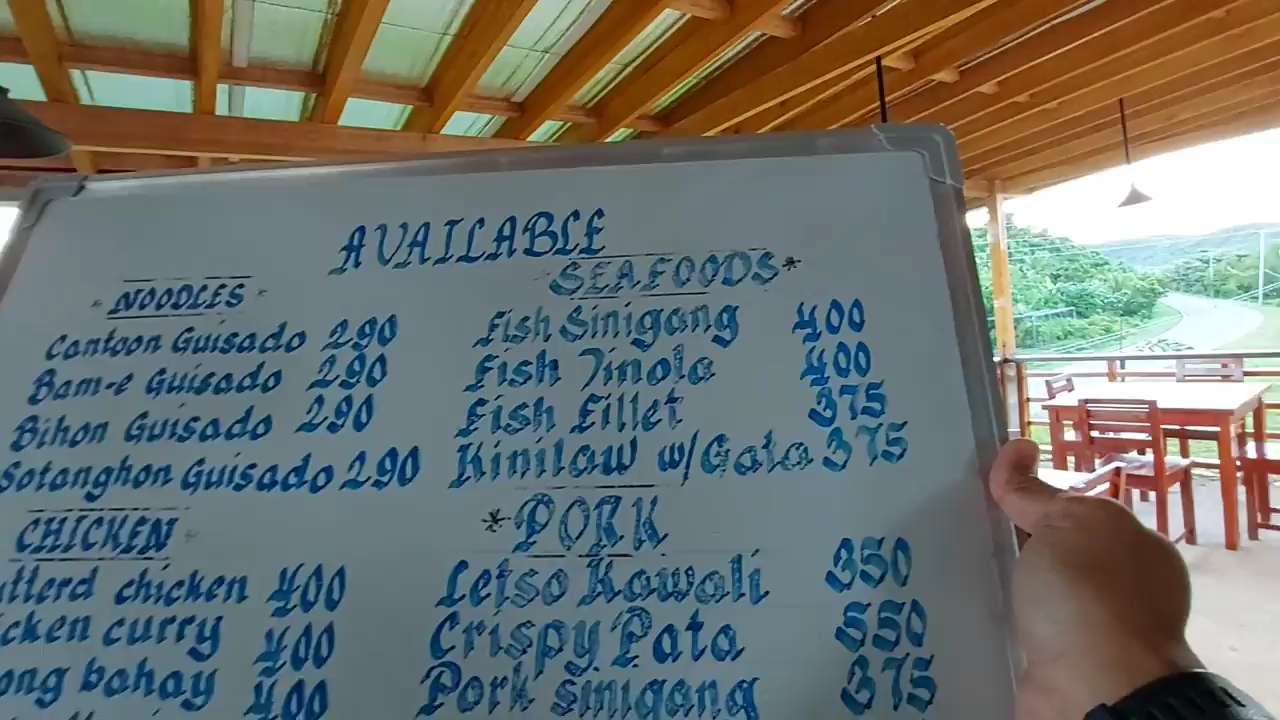 AVAILABLE
NOODLES
Cantoon Guisado 290
Bam-e Guisado 290
Bihon Guisado 290
Sotanghon Guisado 290
CHICKEN
chicken 400
curry 400
bahay 400
SEAFOODS*
Fish Sinigang 400
Fish Tinola 400
Fish Fillet 375
Kinilaw w/Gata 375
*PORK
Letso Kawali 350
Crispy Pata 550
Pork sinigang 375